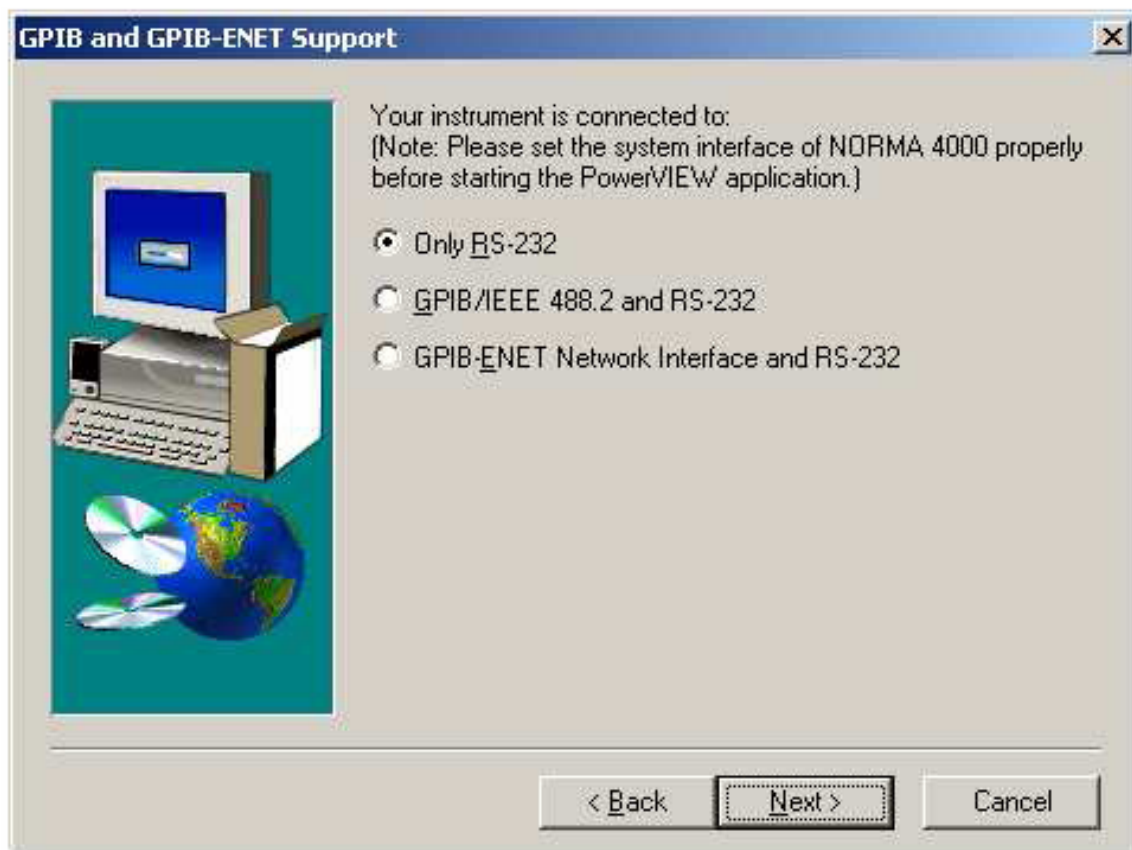 GPIB and GPIB-ENET Support
Your instrument is connected to:
(Note: Please set the system interface of NORMA 4000 properly
before starting the PowerVIEW application.)
Only RS-232
GPIB/IEEE 488.2 and RS-232
GPIB-ENET Network Interface and RS-232
< Back
Next >
Cancel